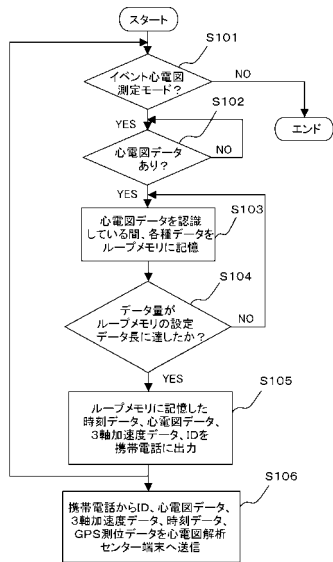 スタート
S101
イベント心電図
測定モード?
NO
エンド
YES
S102
心電図データ
あり?
NO
YES
S103
心電図データを認識
している間、各種データを
ループメモリに記憶
S104
データ量が
ループメモリの設定
データ長に達したか?
NO
YES
S105
ループメモリに記憶した
時刻データ、心電図データ、
3軸加速度データ、IDを
携帯電話に出力
S106
携帯電話からID、心電図データ、
3軸加速度データ、時刻データ、
GPS測位データを心電図解析
センター端末へ送信